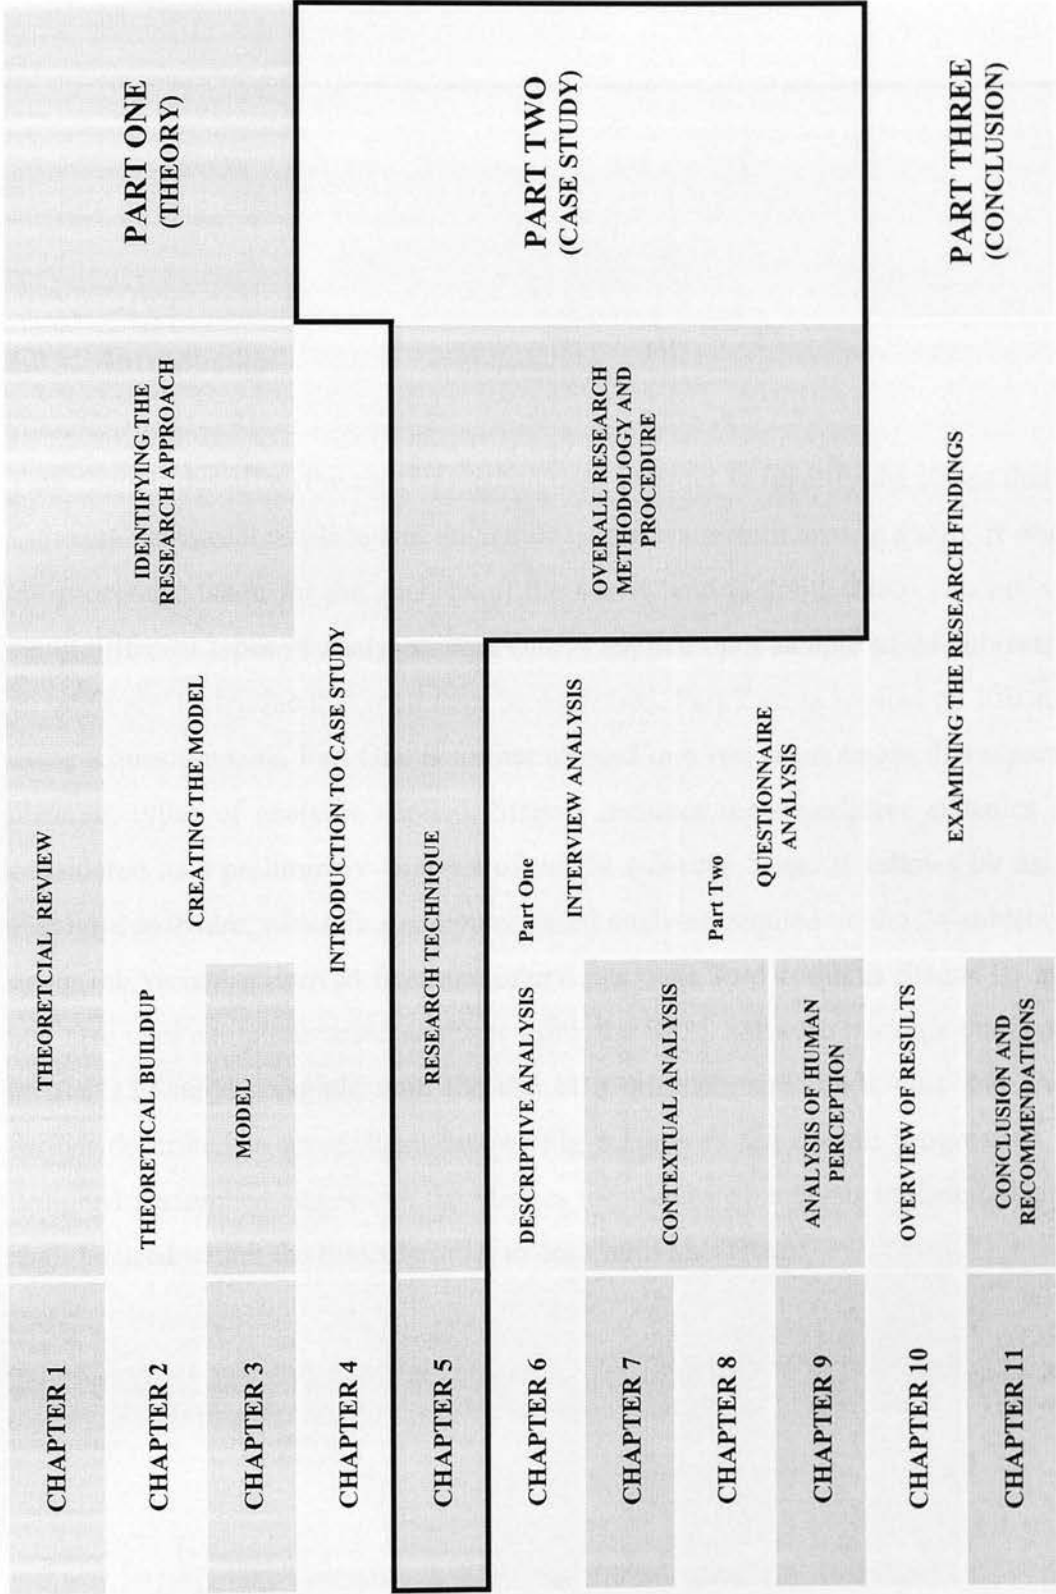 CHAPTER 1
THEORETECIAL REVIEW
CHAPTER 2
THEORETICAL BUILDUP
CHAPTER 3
MODEL
CREATING THE MODEL
IDENTIFYING THE
RESEARCH APPROACH
PART ONE
(THEORY)
CHAPTER 4
INTRODUCTION TO CASE STUDY
CHAPTER 5
RESEARCH TECHNIQUE
CHAPTER 6
DESCRIPTIVE ANALYSIS
Part One
INTERVIEW ANALYSIS
CHAPTER 7
CONTEXTUAL ANALYSIS
CHAPTER 8
Part Two
QUESTIONNAIRE
ANALYSIS
CHAPTER 9
ANALYSIS OF HUMAN
PERCEPTION
OVERALL RESEARCH
METHODOLOGY AND
PROCEDURE
PART TWO
(CASE STUDY)
CHAPTER 10
OVERVIEW OF RESULTS
CHAPTER 11
CONCLUSION AND
RECOMMENDATIONS
EXAMINING THE RESEARCH FINDINGS
PART THREE
(CONCLUSION)